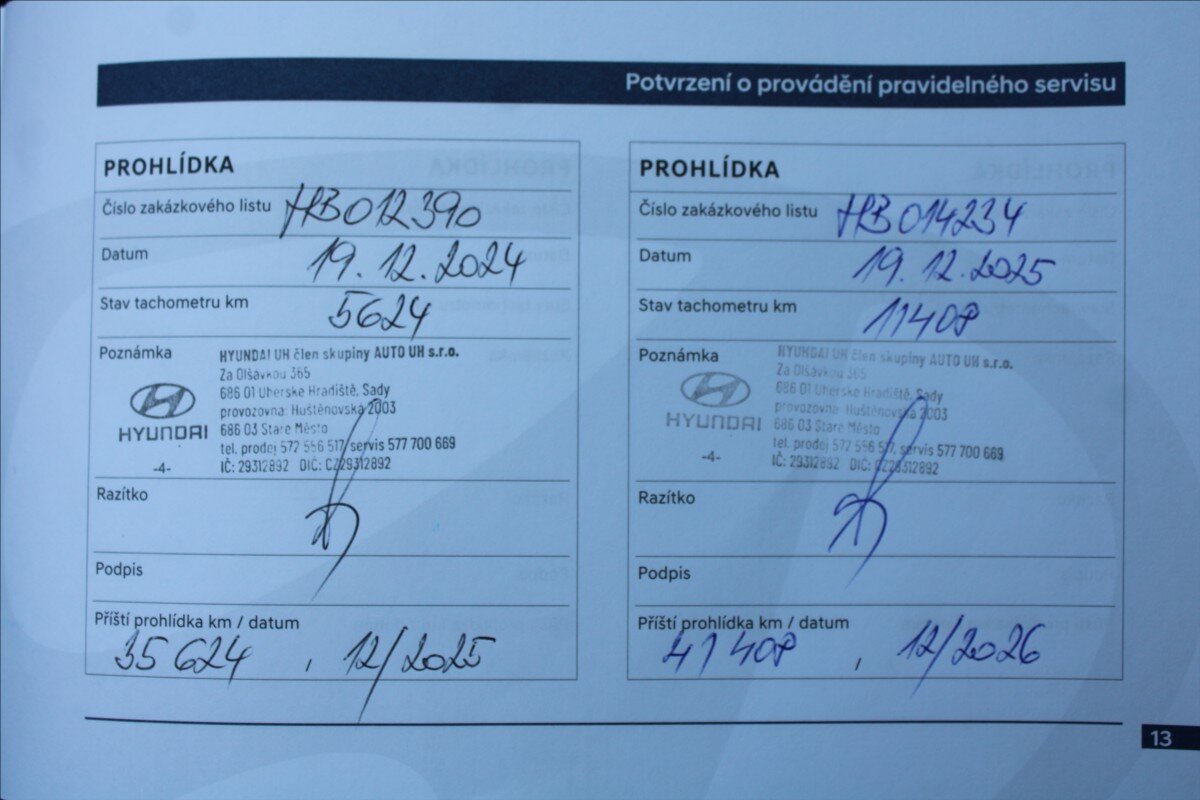 Potvrzení o provádění pravidelného servisu
PROHLÍDKA
Číslo zakázkového listu HB012390
Datum 19.12.2024
Stav tachometru km 5624
Poznámka
HYUNDAI
-4-
HYUNDAI UH člen skupiny AUTO UH s.r.o.
Za Olšávkou 365
686 01 Uherske Hradiště, Sady
provozovna: Huštěnovská 2003
686 03 Stare Město
tel. prodej 572 556 517, servis 577 700 669
IČ: 29312892 DIČ: CZ29312892
Razítko
Podpis
Příští prohlídka km / datum
35 624 , 12/2025
PROHLÍDKA
Číslo zakázkového listu HB014234
Datum 19.12.2025
Stav tachometru km 11408
Poznámka
HYUNDAI
-4-
HYUNDAI UH člen skupiny AUTO UH s.r.o.
Za Olšávkou 365
686 01 Uherske Hradiště, Sady
provozovna: Huštěnovská 2003
686 03 Stare Město
tel. prodej 572 556 517, servis 577 700 669
IČ: 29312892 DIČ: CZ29312892
Razítko
Podpis
Příští prohlídka km / datum
41 408 , 12/2026
13